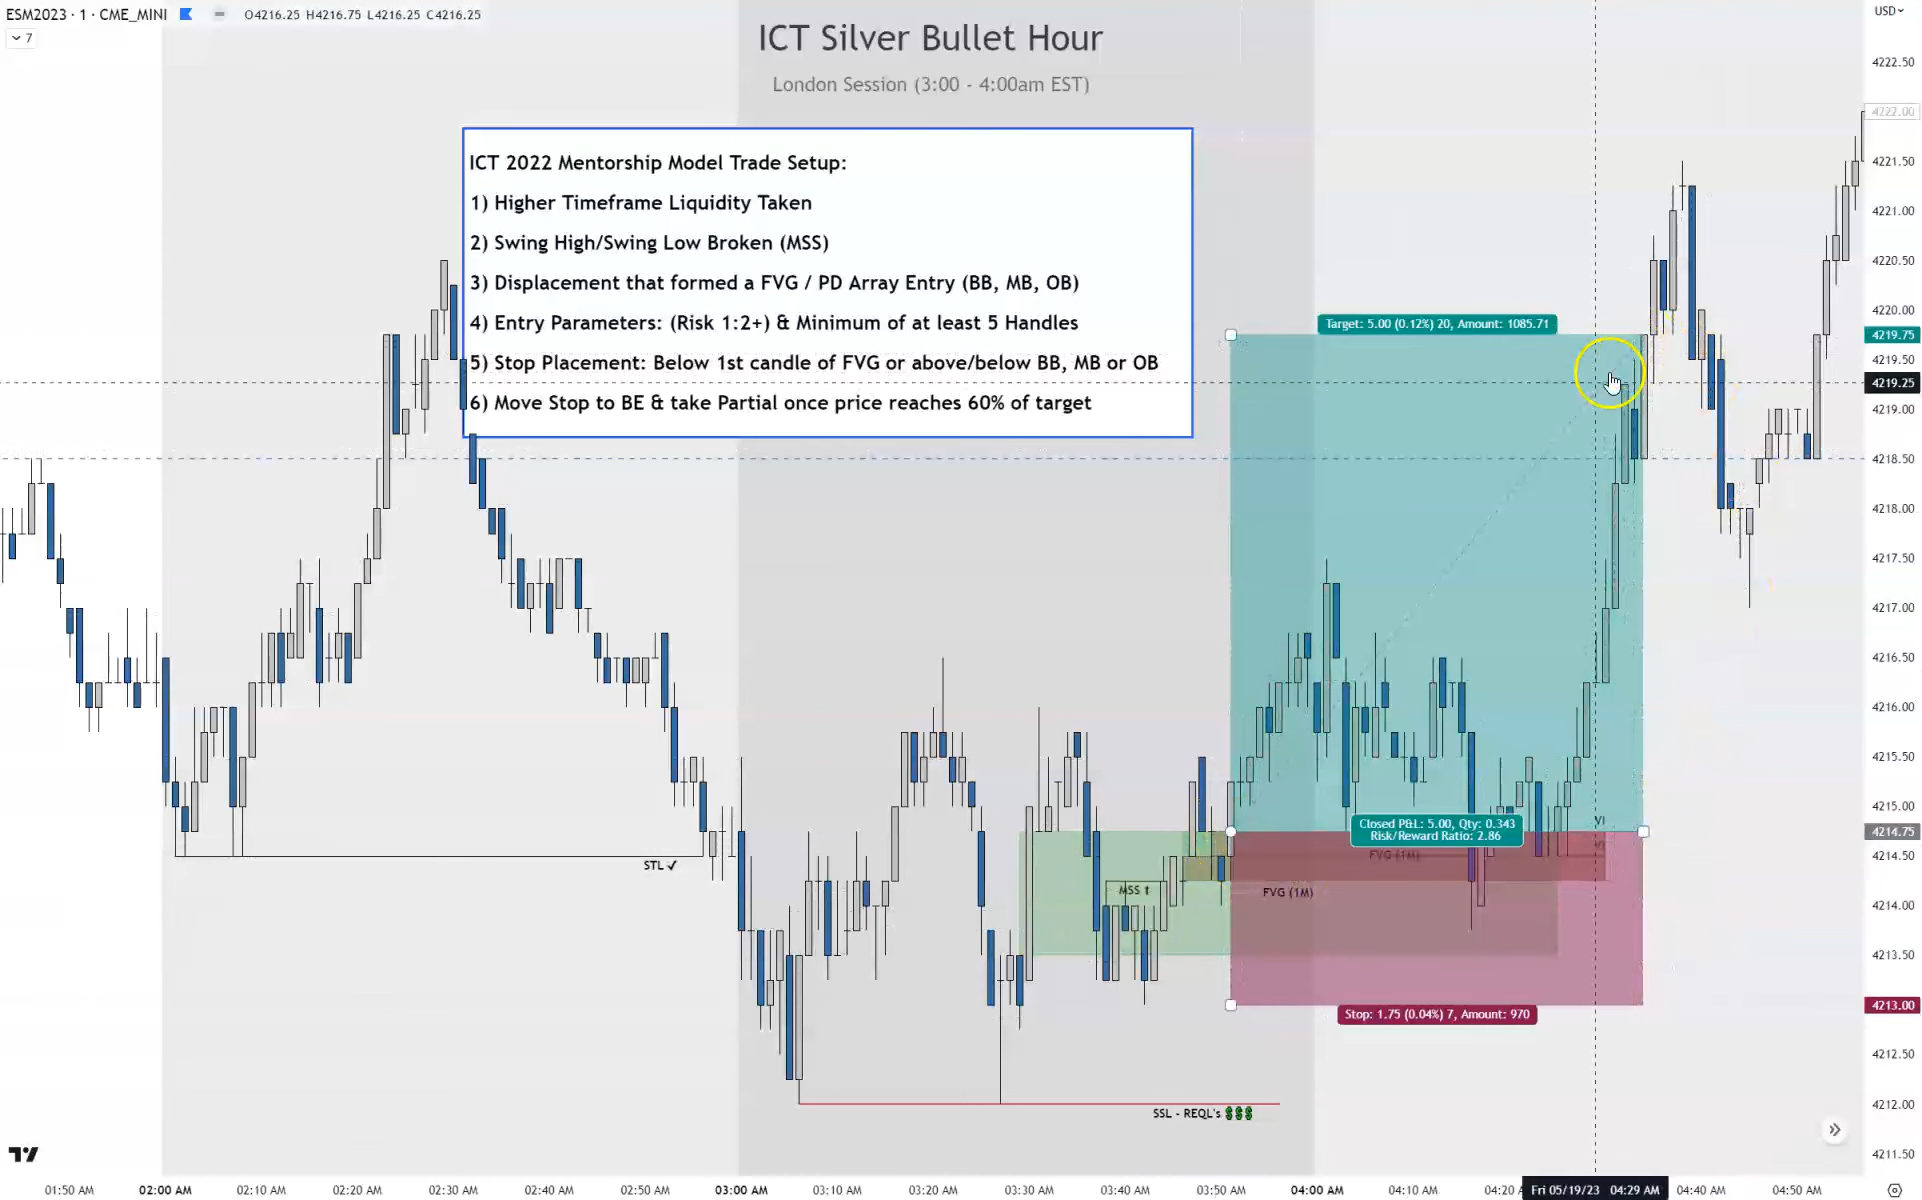 ESM2023 · 1 · CME_MINI
O4216.25 H4216.75 L4216.25 C4216.25
7
ICT Silver Bullet Hour
London Session (3:00 - 4:00am EST)
ICT 2022 Mentorship Model Trade Setup:
1) Higher Timeframe Liquidity Taken
2) Swing High/Swing Low Broken (MSS)
3) Displacement that formed a FVG / PD Array Entry (BB, MB, OB)
4) Entry Parameters: (Risk 1:2+) & Minimum of at least 5 Handles
5) Stop Placement: Below 1st candle of FVG or above/below BB, MB or OB
6) Move Stop to BE & take Partial once price reaches 60% of target
Target: 5.00 (0.12%) 20, Amount: 1085.71
Closed P&L: 5.00, Qty: 0.343
Risk/Reward Ratio: 2.86
VI
FVG (1M)
STL ✓
MSS ⬆
FVG (1M)
Stop: 1.75 (0.04%) 7, Amount: 970
SSL - REQL's 💲💲💲
USD
4222.50
4222.00
4221.50
4221.00
4220.50
4220.00
4219.75
4219.50
4219.25
4219.00
4218.50
4218.00
4217.50
4217.00
4216.50
4216.00
4215.50
4215.00
4214.75
4214.50
4214.00
4213.50
4213.00
4212.50
4212.00
4211.50
01:50 AM 02:00 AM 02:10 AM 02:20 AM 02:30 AM 02:40 AM 02:50 AM 03:00 AM 03:10 AM 03:20 AM 03:30 AM 03:40 AM 03:50 AM 04:00 AM 04:10 AM 04:20 Fri 05/19/23 04:29 AM 04:40 AM 04:50 AM